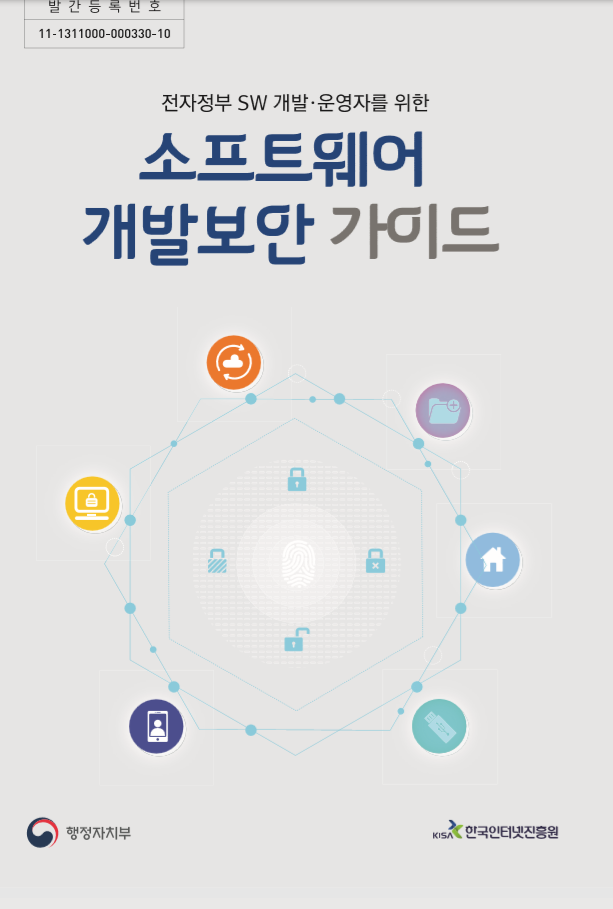 발간등록번호
11-1311000-000330-10
전자정부 SW 개발·운영자를 위한
소프트웨어
개발보안 가이드
행정자치부
KISA 한국인터넷진흥원